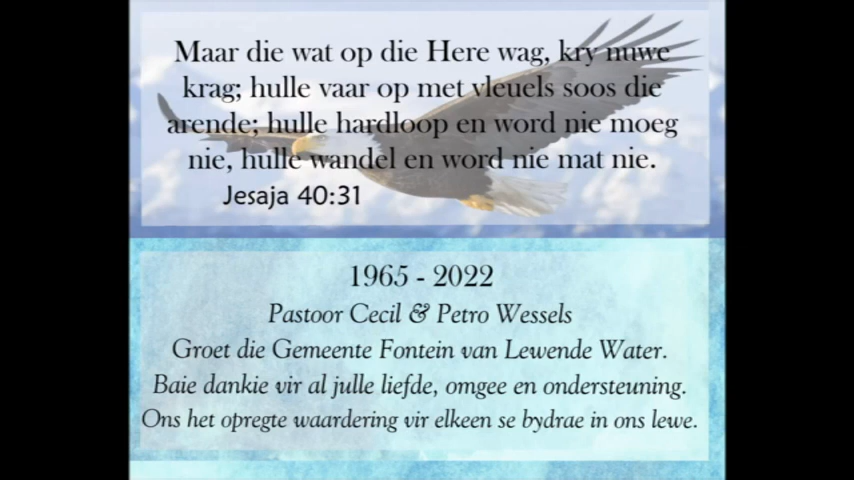 Maar die wat op die Here wag, kry nuwe
krag; hulle vaar op met vleuels soos die
arende; hulle hardloop en word nie moeg
nie, hulle wandel en word nie mat nie.
Jesaja 40:31
1965 - 2022
Pastoor Cecil & Petro Wessels
Groet die Gemeente Fontein van Lewende Water.
Baie dankie vir al julle liefde, omgee en ondersteuning.
Ons het opregte waardering vir elkeen se bydrae in ons lewe.